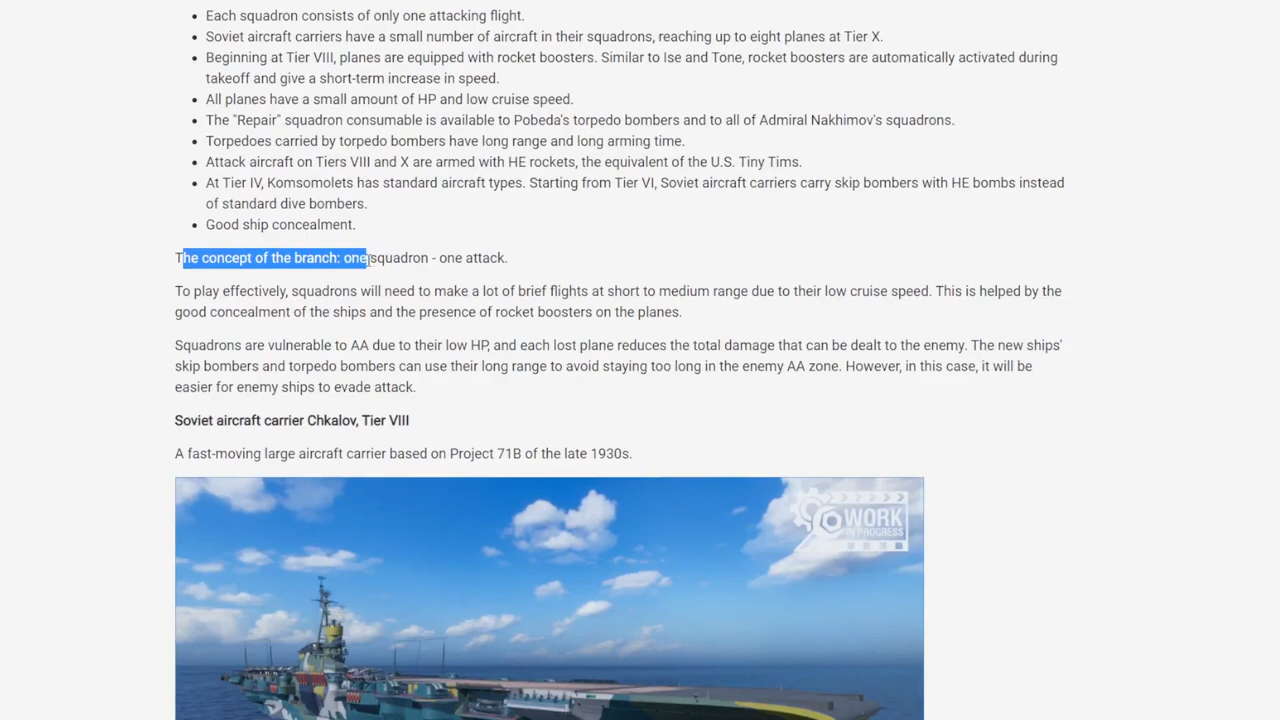 Each squadron consists of only one attacking flight.
Soviet aircraft carriers have a small number of aircraft in their squadrons, reaching up to eight planes at Tier X.
Beginning at Tier VIII, planes are equipped with rocket boosters. Similar to Ise and Tone, rocket boosters are automatically activated during
takeoff and give a short-term increase in speed.
All planes have a small amount of HP and low cruise speed.
The "Repair" squadron consumable is available to Pobeda's torpedo bombers and to all of Admiral Nakhimov's squadrons.
Torpedoes carried by torpedo bombers have long range and long arming time.
Attack aircraft on Tiers VIII and X are armed with HE rockets, the equivalent of the U.S. Tiny Tims.
At Tier IV, Komsomolets has standard aircraft types. Starting from Tier VI, Soviet aircraft carriers carry skip bombers with HE bombs instead
of standard dive bombers.
Good ship concealment.
The concept of the branch: one squadron - one attack.
To play effectively, squadrons will need to make a lot of brief flights at short to medium range due to their low cruise speed. This is helped by the
good concealment of the ships and the presence of rocket boosters on the planes.
Squadrons are vulnerable to AA due to their low HP, and each lost plane reduces the total damage that can be dealt to the enemy. The new ships'
skip bombers and torpedo bombers can use their long range to avoid staying too long in the enemy AA zone. However, in this case, it will be
easier for enemy ships to evade attack.
Soviet aircraft carrier Chkalov, Tier VIII
A fast-moving large aircraft carrier based on Project 71B of the late 1930s.
WORK
IN PROGRESS